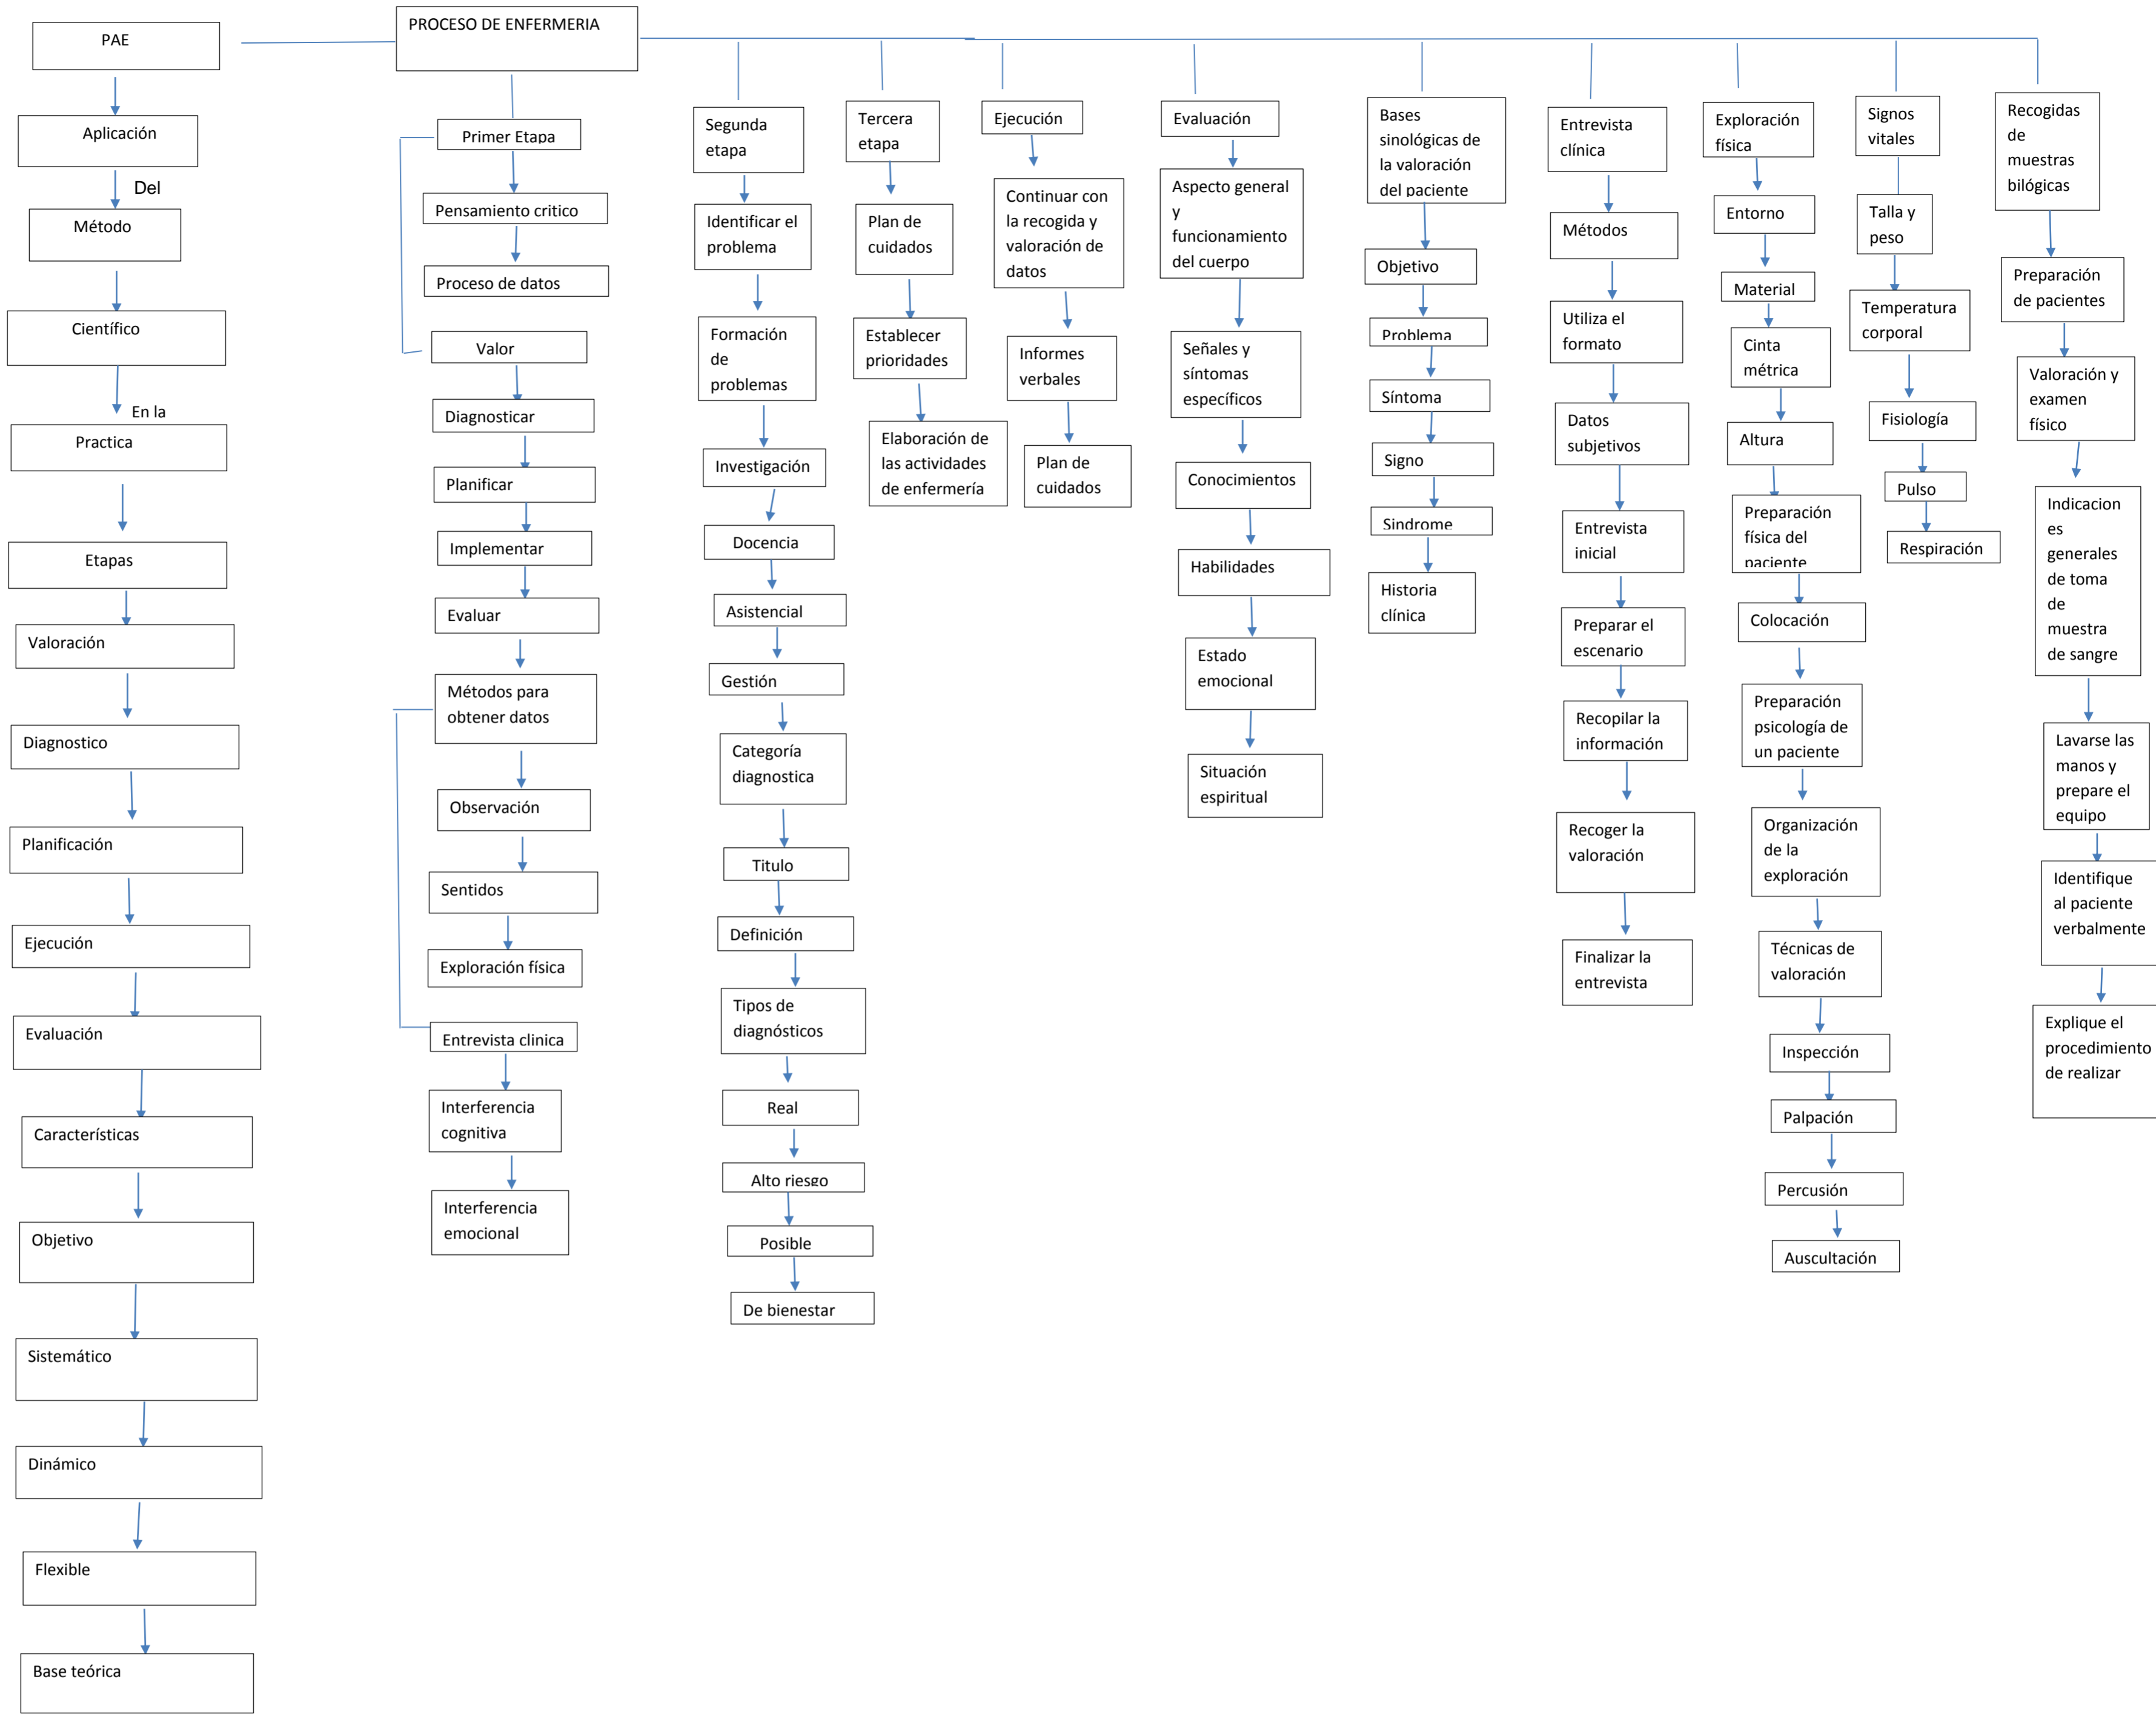 PROCESO DE ENFERMERIA
PAE
Aplicación
Del
Método
Científico
En la
Practica
Etapas
Valoración
Diagnostico
Planificación
Ejecución
Evaluación
Características
Objetivo
Sistemático
Dinámico
Flexible
Base teórica
Primer Etapa
Pensamiento critico
Proceso de datos
Valor
Diagnosticar
Planificar
Implementar
Evaluar
Métodos para
obtener datos
Observación
Sentidos
Exploración física
Entrevista clinica
Interferencia
cognitiva
Interferencia
emocional
Segunda
etapa
Identificar el
problema
Formación
de
problemas
Investigación
Docencia
Asistencial
Gestión
Categoría
diagnostica
Titulo
Definición
Tipos de
diagnósticos
Real
Alto riesgo
Posible
De bienestar
Tercera
etapa
Plan de
cuidados
Establecer
prioridades
Elaboración de
las actividades
de enfermería
Ejecución
Continuar con
la recogida y
valoración de
datos
Informes
verbales
Plan de
cuidados
Evaluación
Aspecto general
y
funcionamiento
del cuerpo
Señales y
síntomas
específicos
Conocimientos
Habilidades
Estado
emocional
Situación
espiritual
Bases
sinológicas de
la valoración
del paciente
Objetivo
Problema
Síntoma
Signo
Sindrome
Historia
clínica
Entrevista
clínica
Métodos
Utiliza el
formato
Datos
subjetivos
Entrevista
inicial
Preparar el
escenario
Recopilar la
información
Recoger la
valoración
Finalizar la
entrevista
Exploración
física
Entorno
Material
Cinta
métrica
Altura
Preparación
física del
paciente
Colocación
Preparación
psicología de
un paciente
Organización
de la
exploración
Técnicas de
valoración
Inspección
Palpación
Percusión
Auscultación
Signos
vitales
Talla y
peso
Temperatura
corporal
Fisiología
Pulso
Respiración
Recogidas
de
muestras
bilógicas
Preparación
de pacientes
Valoración y
examen
físico
Indicacion
es
generales
de toma
de
muestra
de sangre
Lavarse las
manos y
prepare el
equipo
Identifique
al paciente
verbalmente
Explique el
procedimiento
de realizar